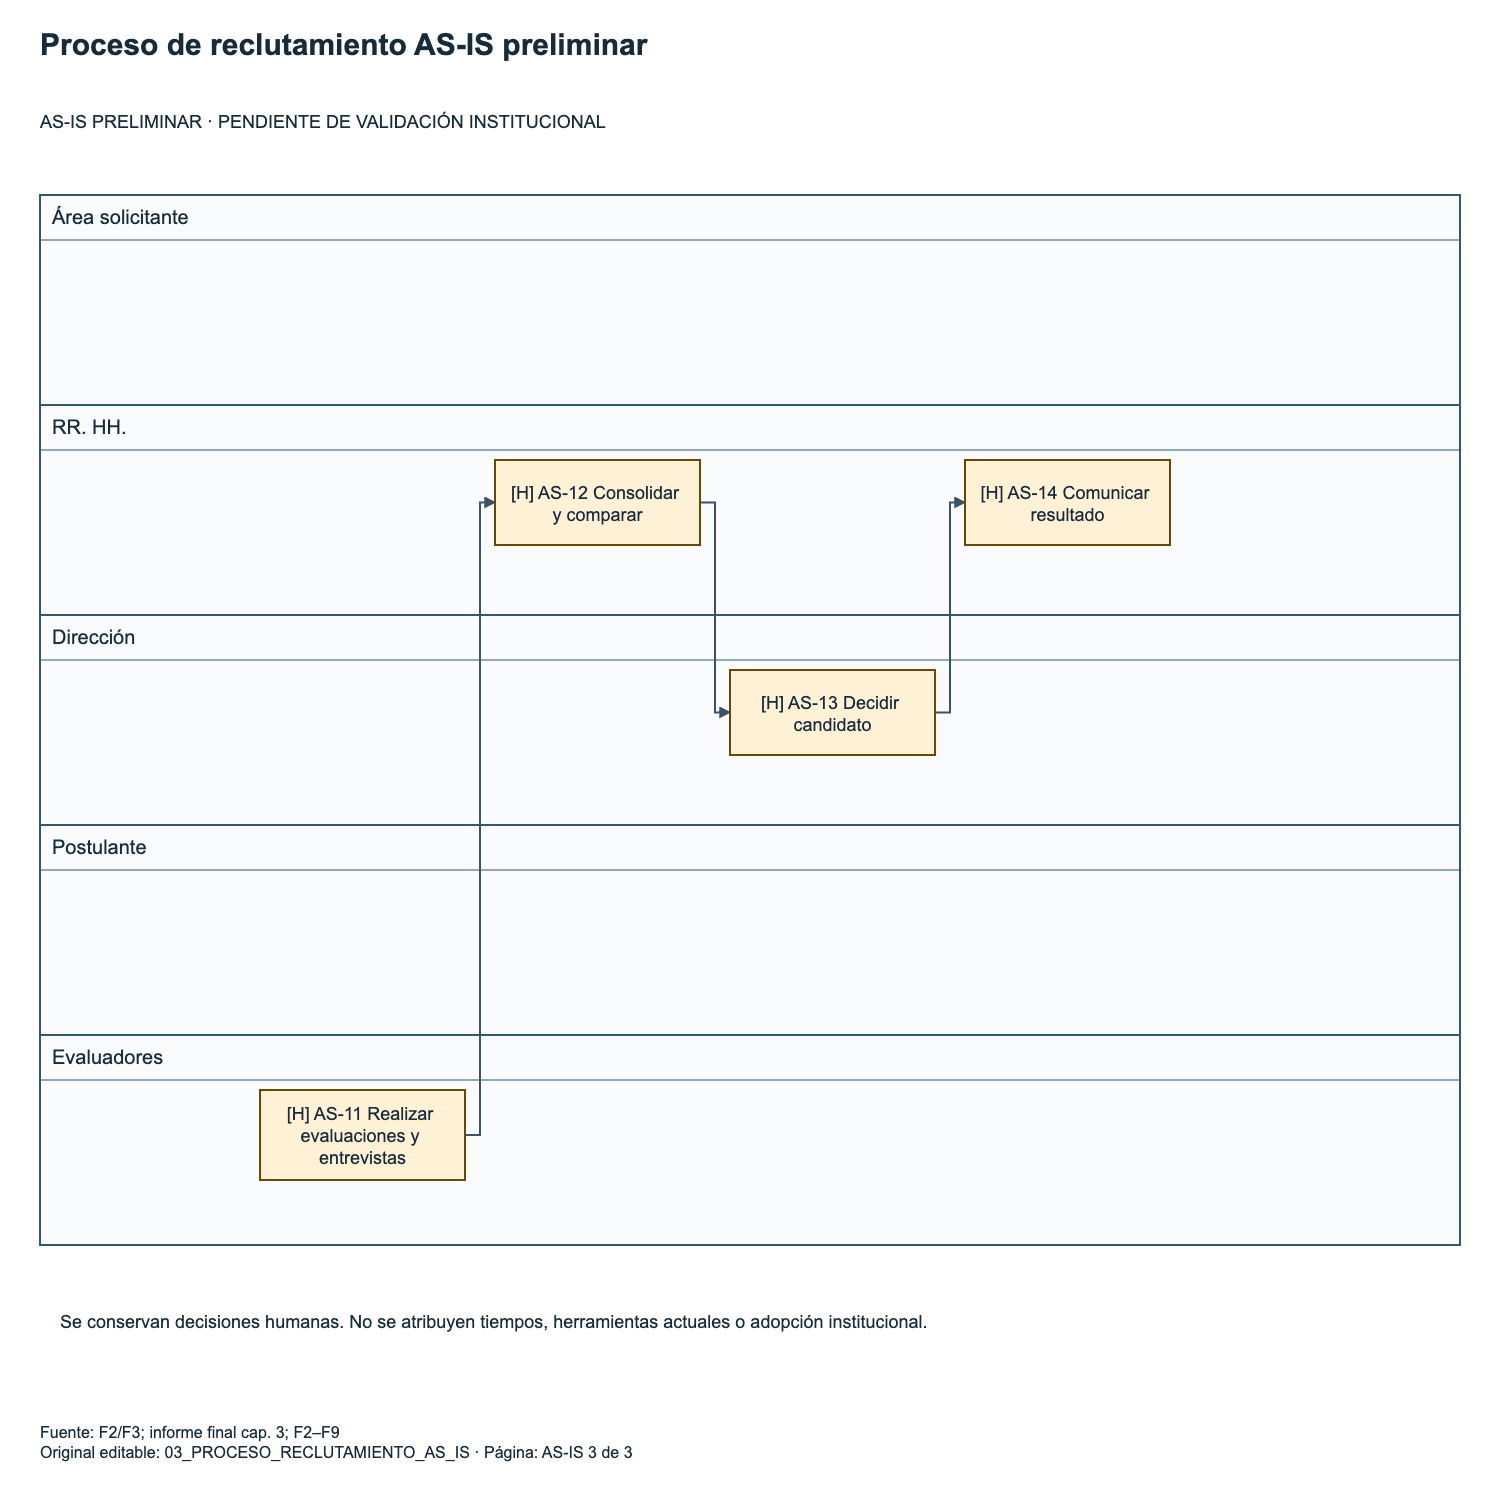 Proceso de reclutamiento AS-IS preliminar
AS-IS PRELIMINAR · PENDIENTE DE VALIDACIÓN INSTITUCIONAL
Área solicitante
RR. HH.
[H] AS-12 Consolidar
y comparar
[H] AS-14 Comunicar
resultado
Dirección
[H] AS-13 Decidir
candidato
Postulante
Evaluadores
[H] AS-11 Realizar
evaluaciones y
entrevistas
Se conservan decisiones humanas. No se atribuyen tiempos, herramientas actuales o adopción institucional.
Fuente: F2/F3; informe final cap. 3; F2–F9
Original editable: 03_PROCESO_RECLUTAMIENTO_AS_IS · Página: AS-IS 3 de 3